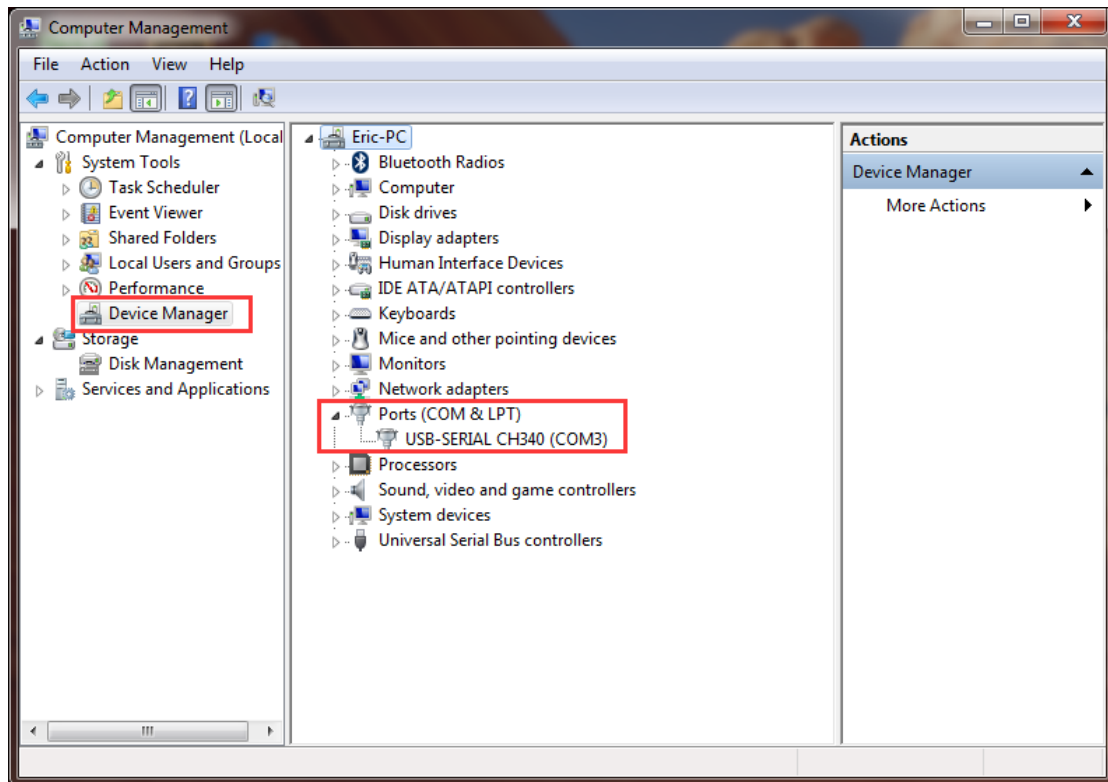 Computer Management
File Action View Help
Computer Management (Local
System Tools
Task Scheduler
Event Viewer
Shared Folders
Local Users and Groups
Performance
Device Manager
Storage
Disk Management
Services and Applications
Eric-PC
Bluetooth Radios
Computer
Disk drives
Display adapters
Human Interface Devices
IDE ATA/ATAPI controllers
Keyboards
Mice and other pointing devices
Monitors
Network adapters
Ports (COM & LPT)
USB-SERIAL CH340 (COM3)
Processors
Sound, video and game controllers
System devices
Universal Serial Bus controllers
Actions
Device Manager
More Actions